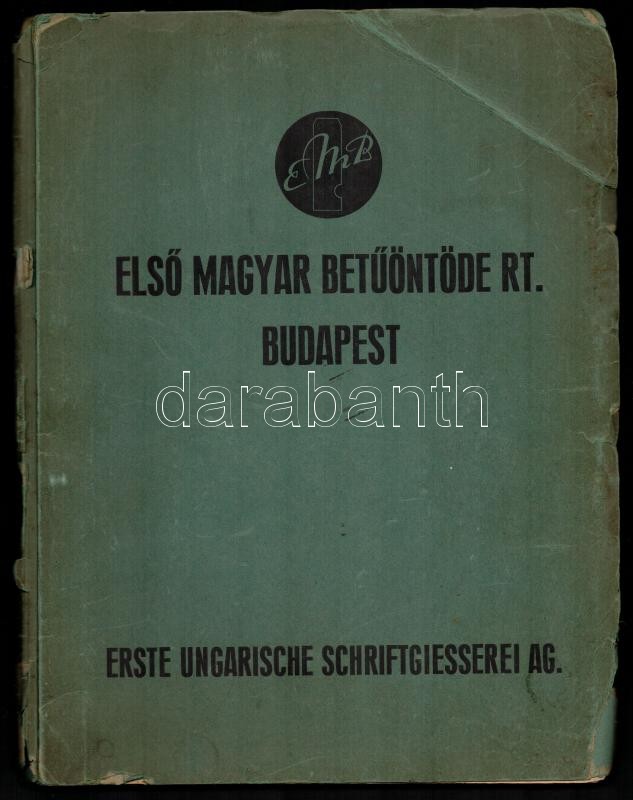 EMB
ELSŐ MAGYAR BETŰÖNTÖDE RT.
BUDAPEST
darabanth
ERSTE UNGARISCHE SCHRIFTGIESSEREI AG.